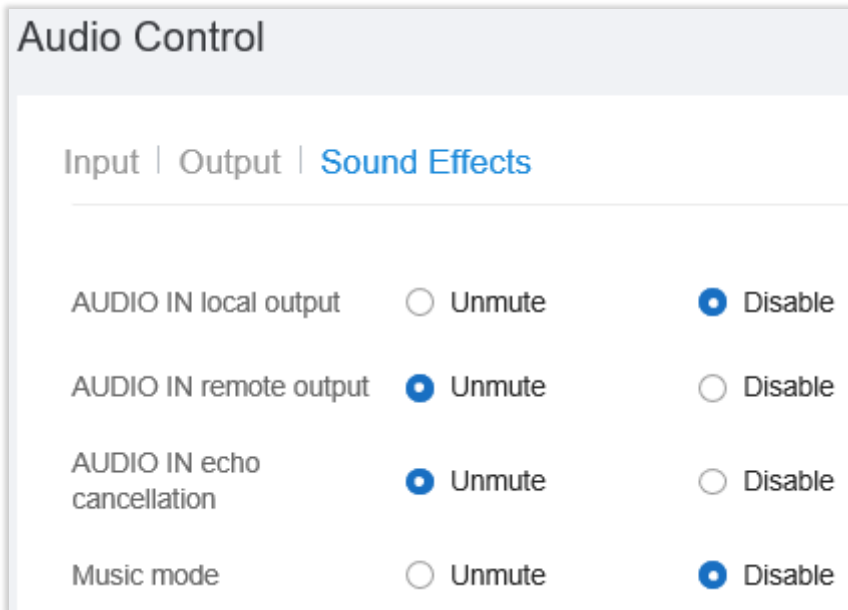 Audio Control
Input | Output | Sound Effects
AUDIO IN local output Unmute Disable
AUDIO IN remote output Unmute Disable
AUDIO IN echo
cancellation Unmute Disable
Music mode Unmute Disable